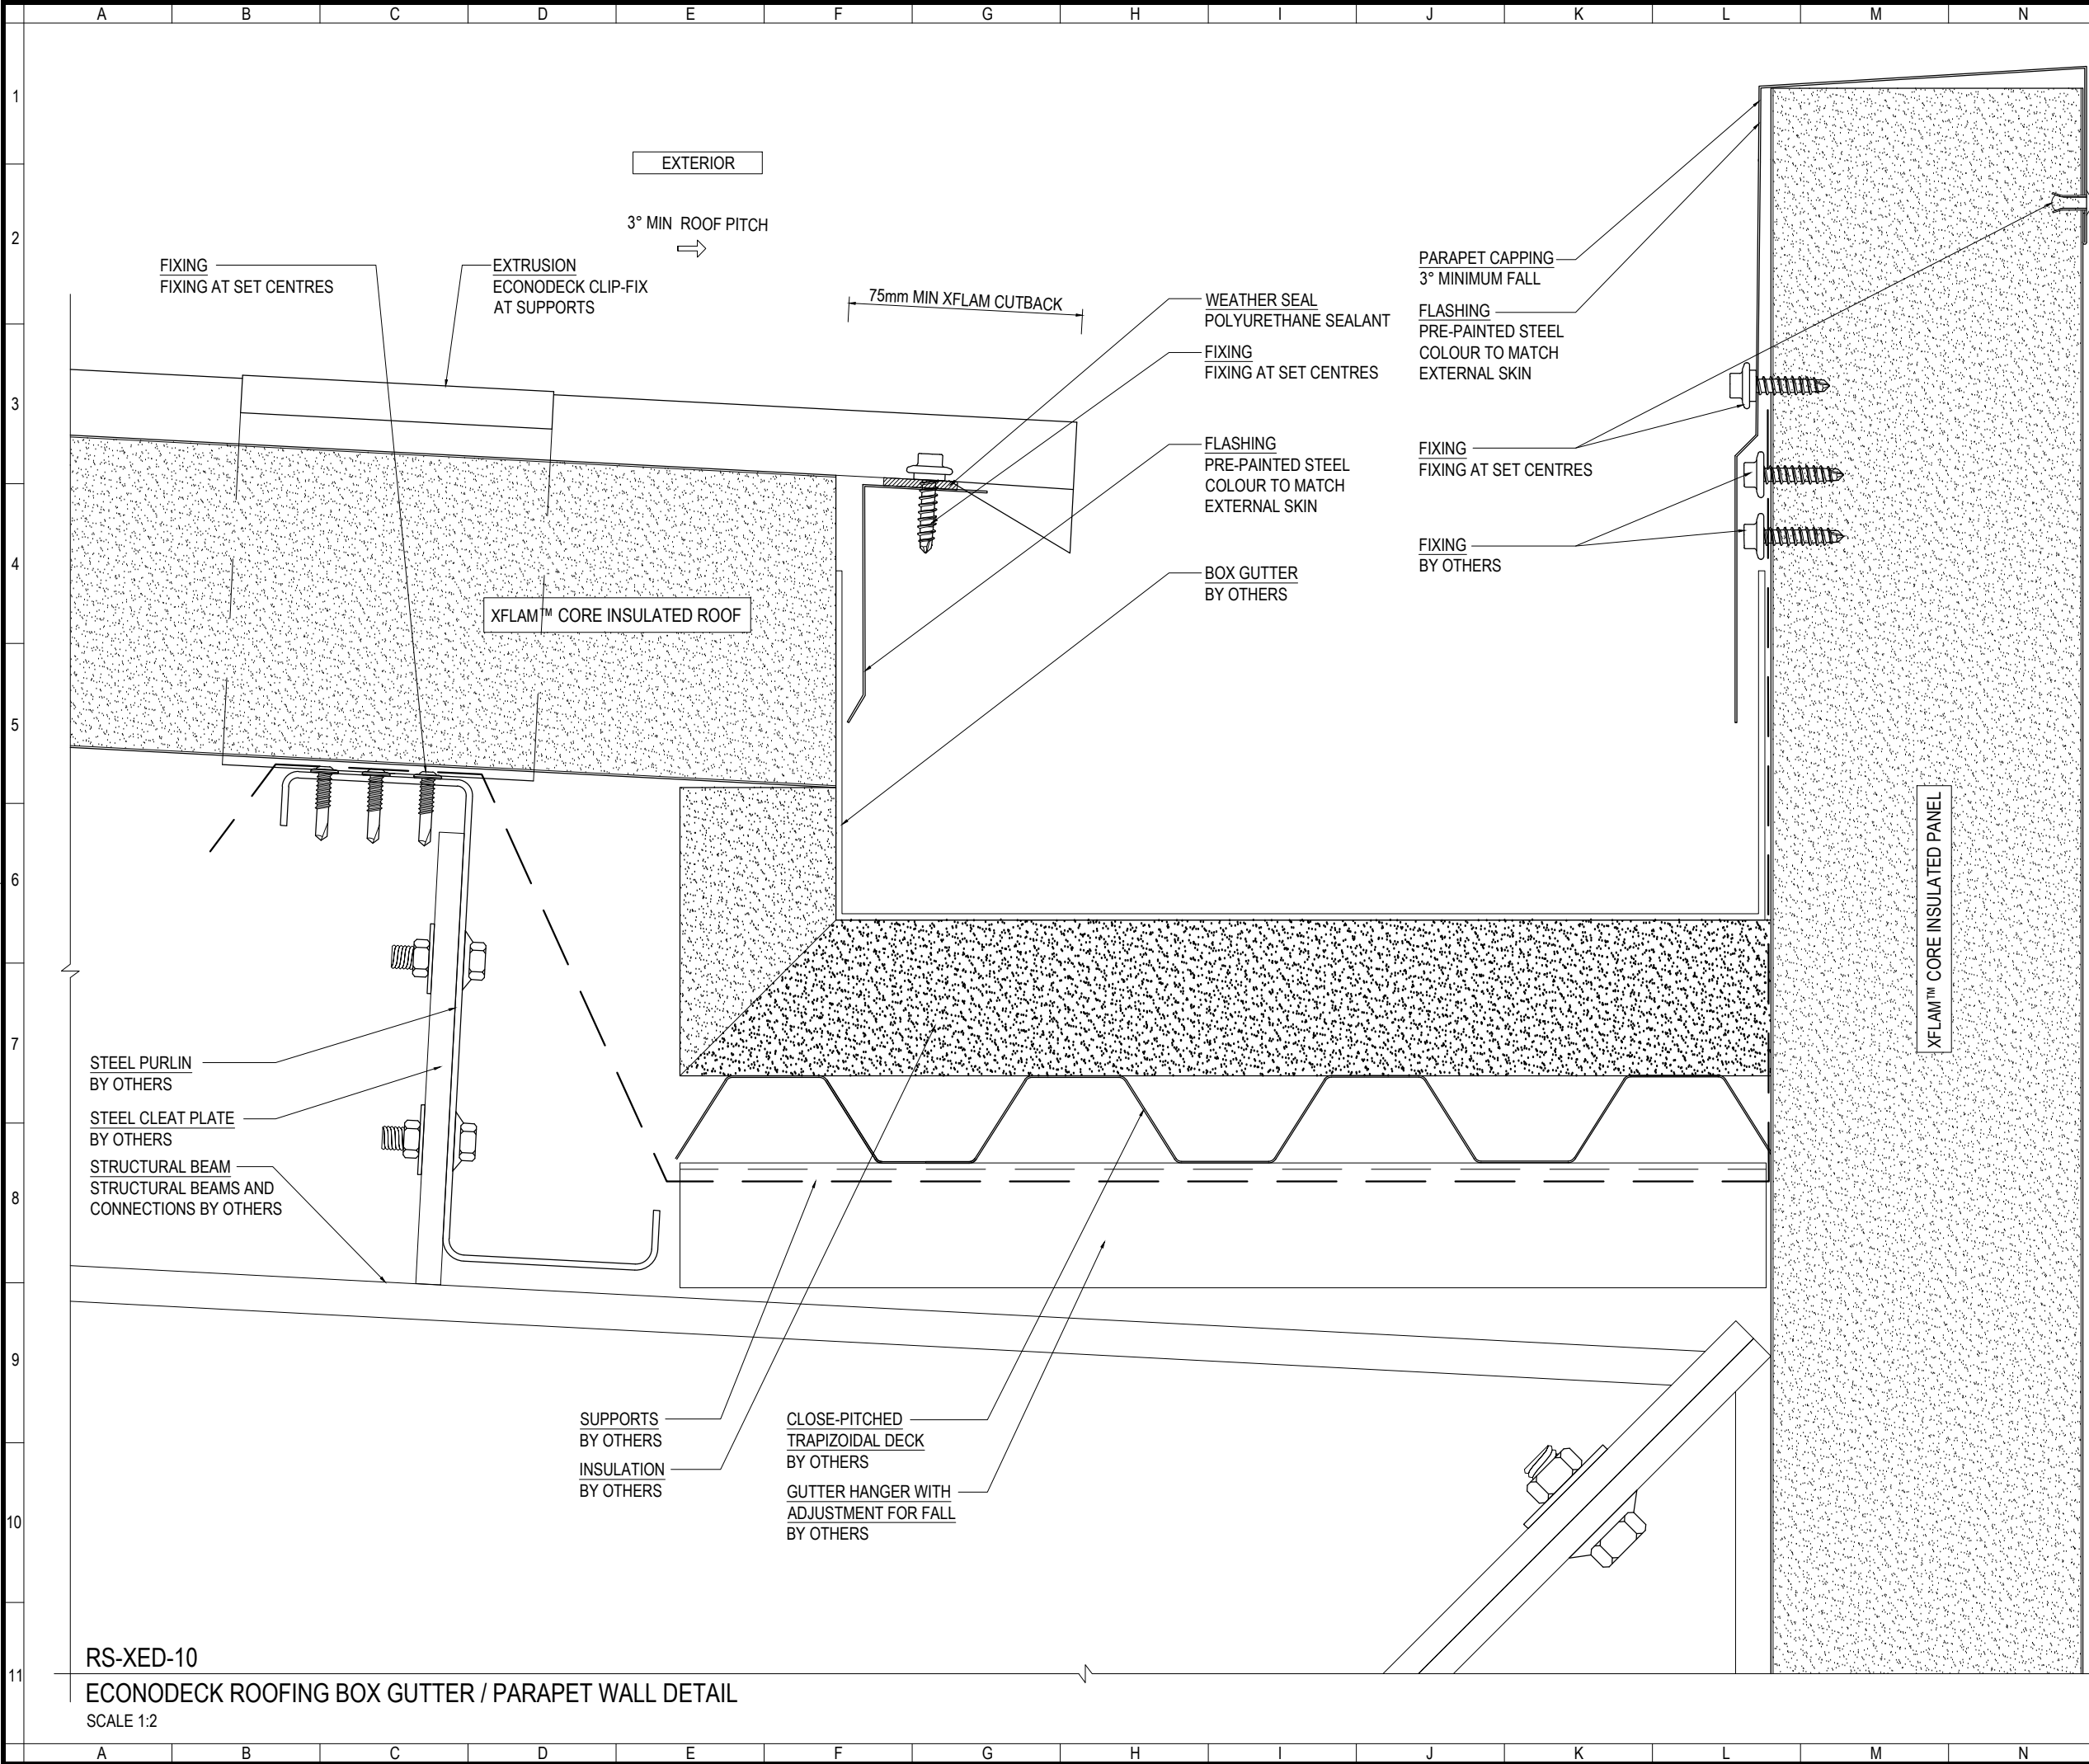 A B C D E F G H I J K L M N
1
2
3
4
5
6
7
8
9
10
11
EXTERIOR
3° MIN ROOF PITCH
FIXING
FIXING AT SET CENTRES
EXTRUSION
ECONODECK CLIP-FIX
AT SUPPORTS
75mm MIN XFLAM CUTBACK
WEATHER SEAL
POLYURETHANE SEALANT
FIXING
FIXING AT SET CENTRES
FLASHING
PRE-PAINTED STEEL
COLOUR TO MATCH
EXTERNAL SKIN
BOX GUTTER
BY OTHERS
PARAPET CAPPING
3° MINIMUM FALL
FLASHING
PRE-PAINTED STEEL
COLOUR TO MATCH
EXTERNAL SKIN
FIXING
FIXING AT SET CENTRES
FIXING
BY OTHERS
XFLAM™ CORE INSULATED ROOF
XFLAM™ CORE INSULATED PANEL
STEEL PURLIN
BY OTHERS
STEEL CLEAT PLATE
BY OTHERS
STRUCTURAL BEAM
STRUCTURAL BEAMS AND
CONNECTIONS BY OTHERS
SUPPORTS
BY OTHERS
INSULATION
BY OTHERS
CLOSE-PITCHED
TRAPIZOIDAL DECK
BY OTHERS
GUTTER HANGER WITH
ADJUSTMENT FOR FALL
BY OTHERS
RS-XED-10
ECONODECK ROOFING BOX GUTTER / PARAPET WALL DETAIL
SCALE 1:2
A B C D E F G H I J K L M N